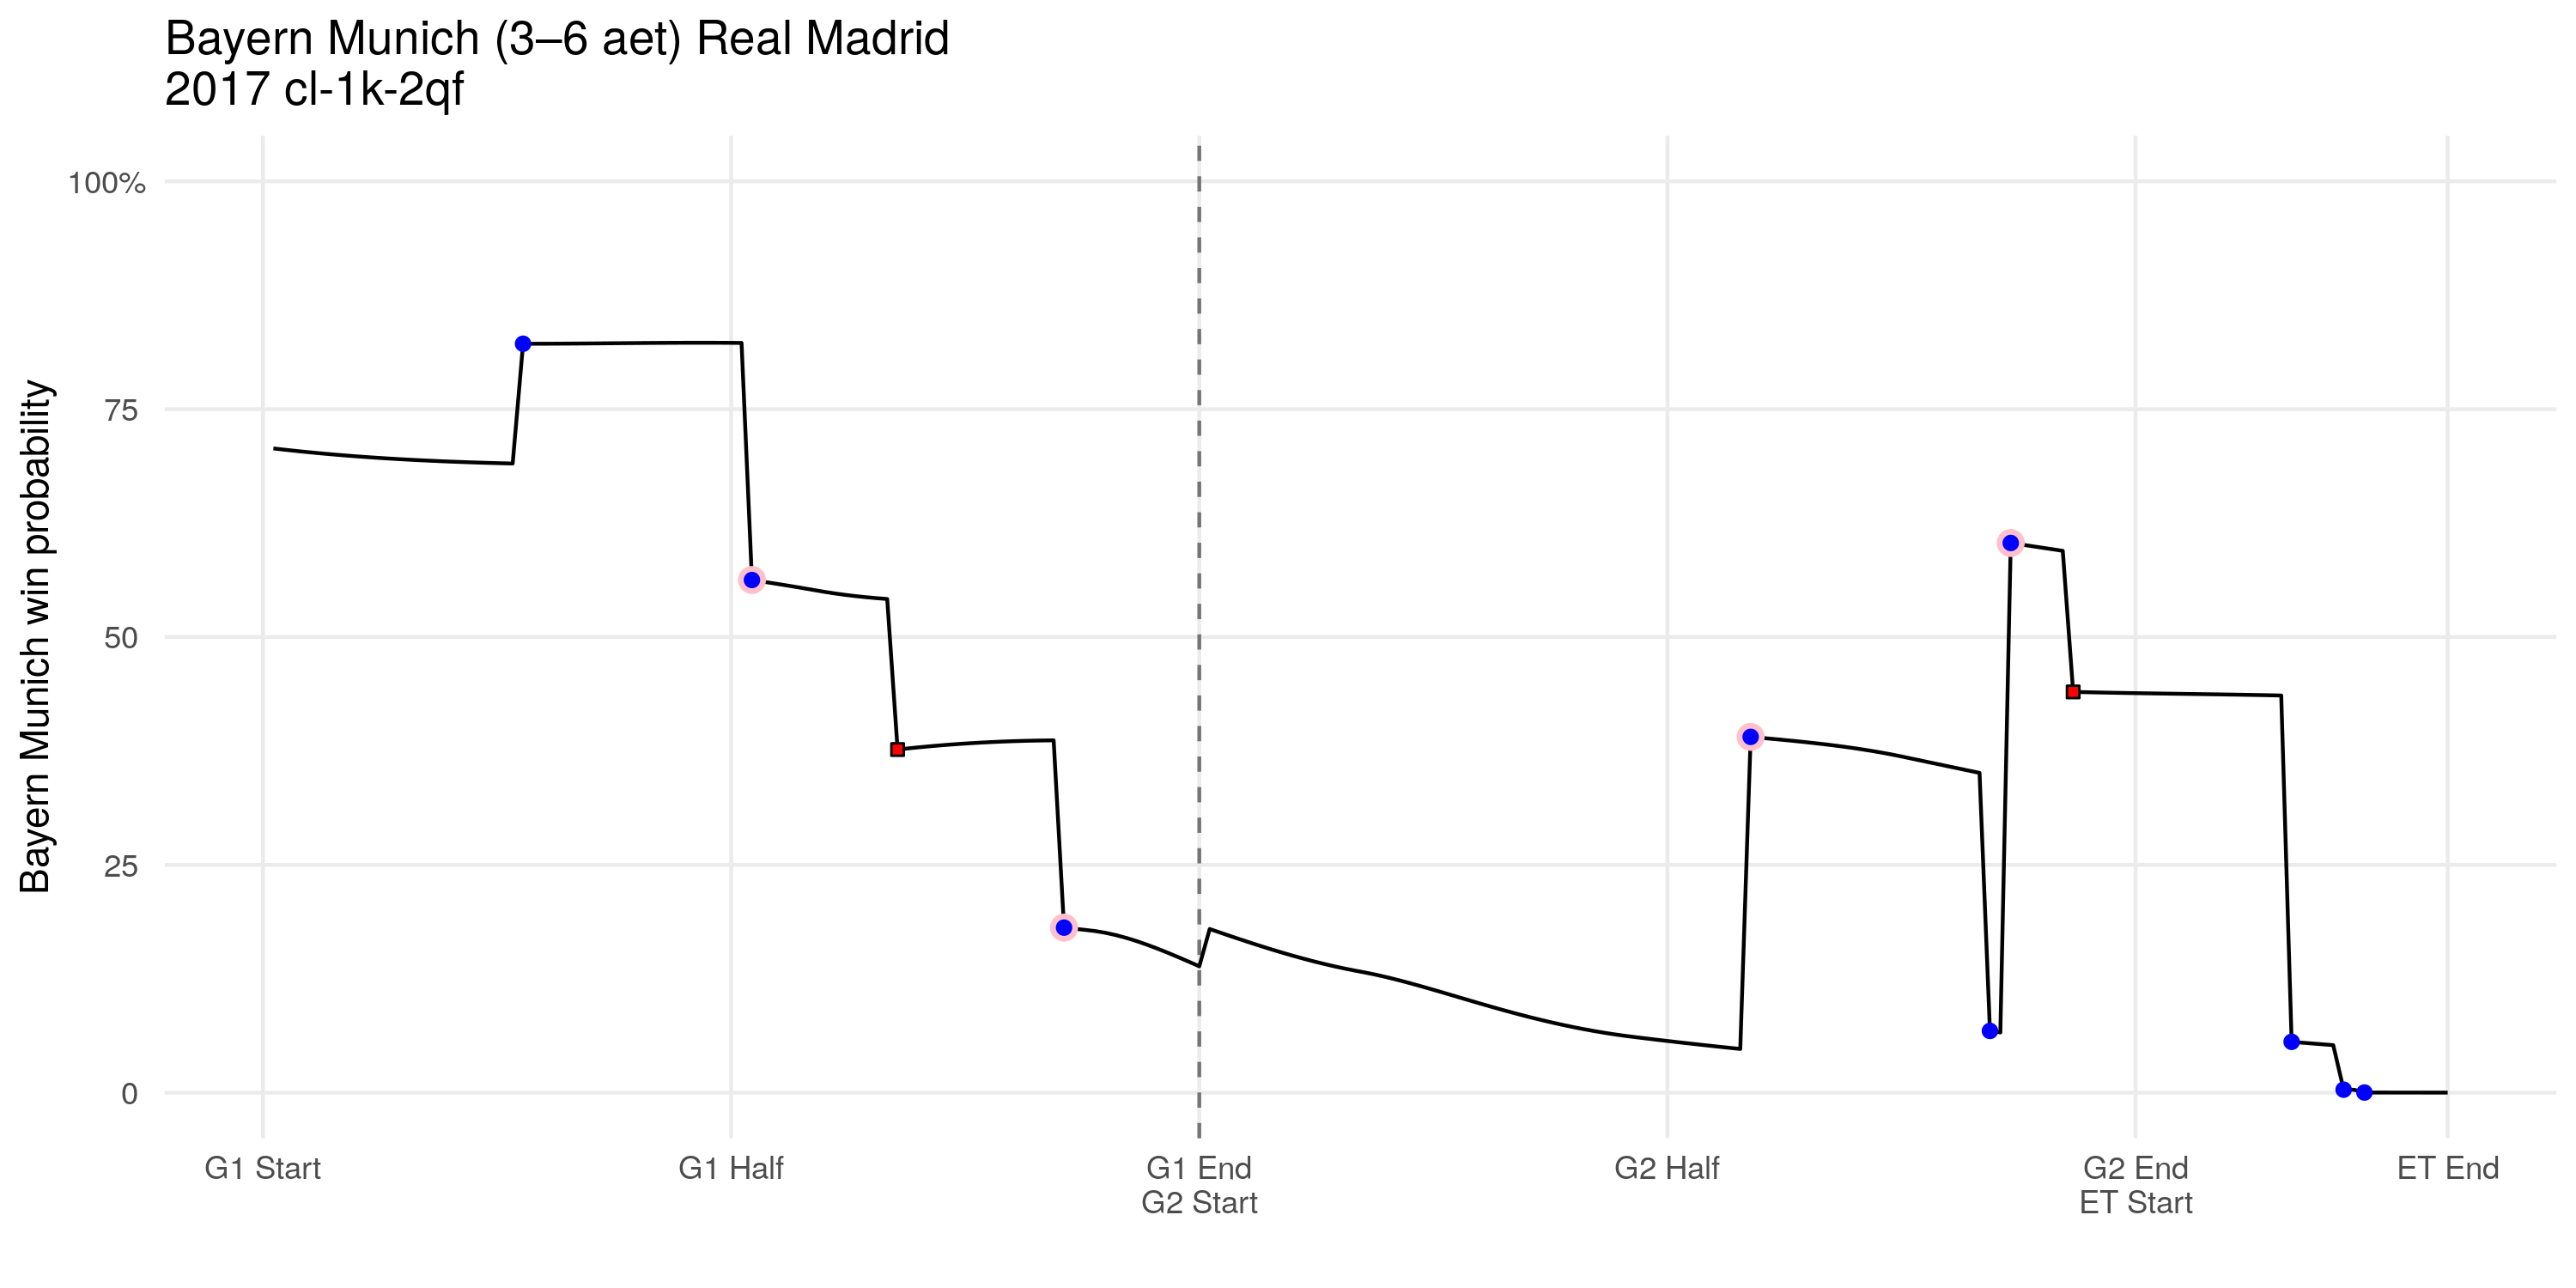 Bayern Munich (3–6 aet) Real Madrid
2017 cl-1k-2qf
Bayern Munich win probability
100%
75
50
25
0
G1 Start
G1 Half
G1 End
G2 Start
G2 Half
G2 End
ET Start
ET End